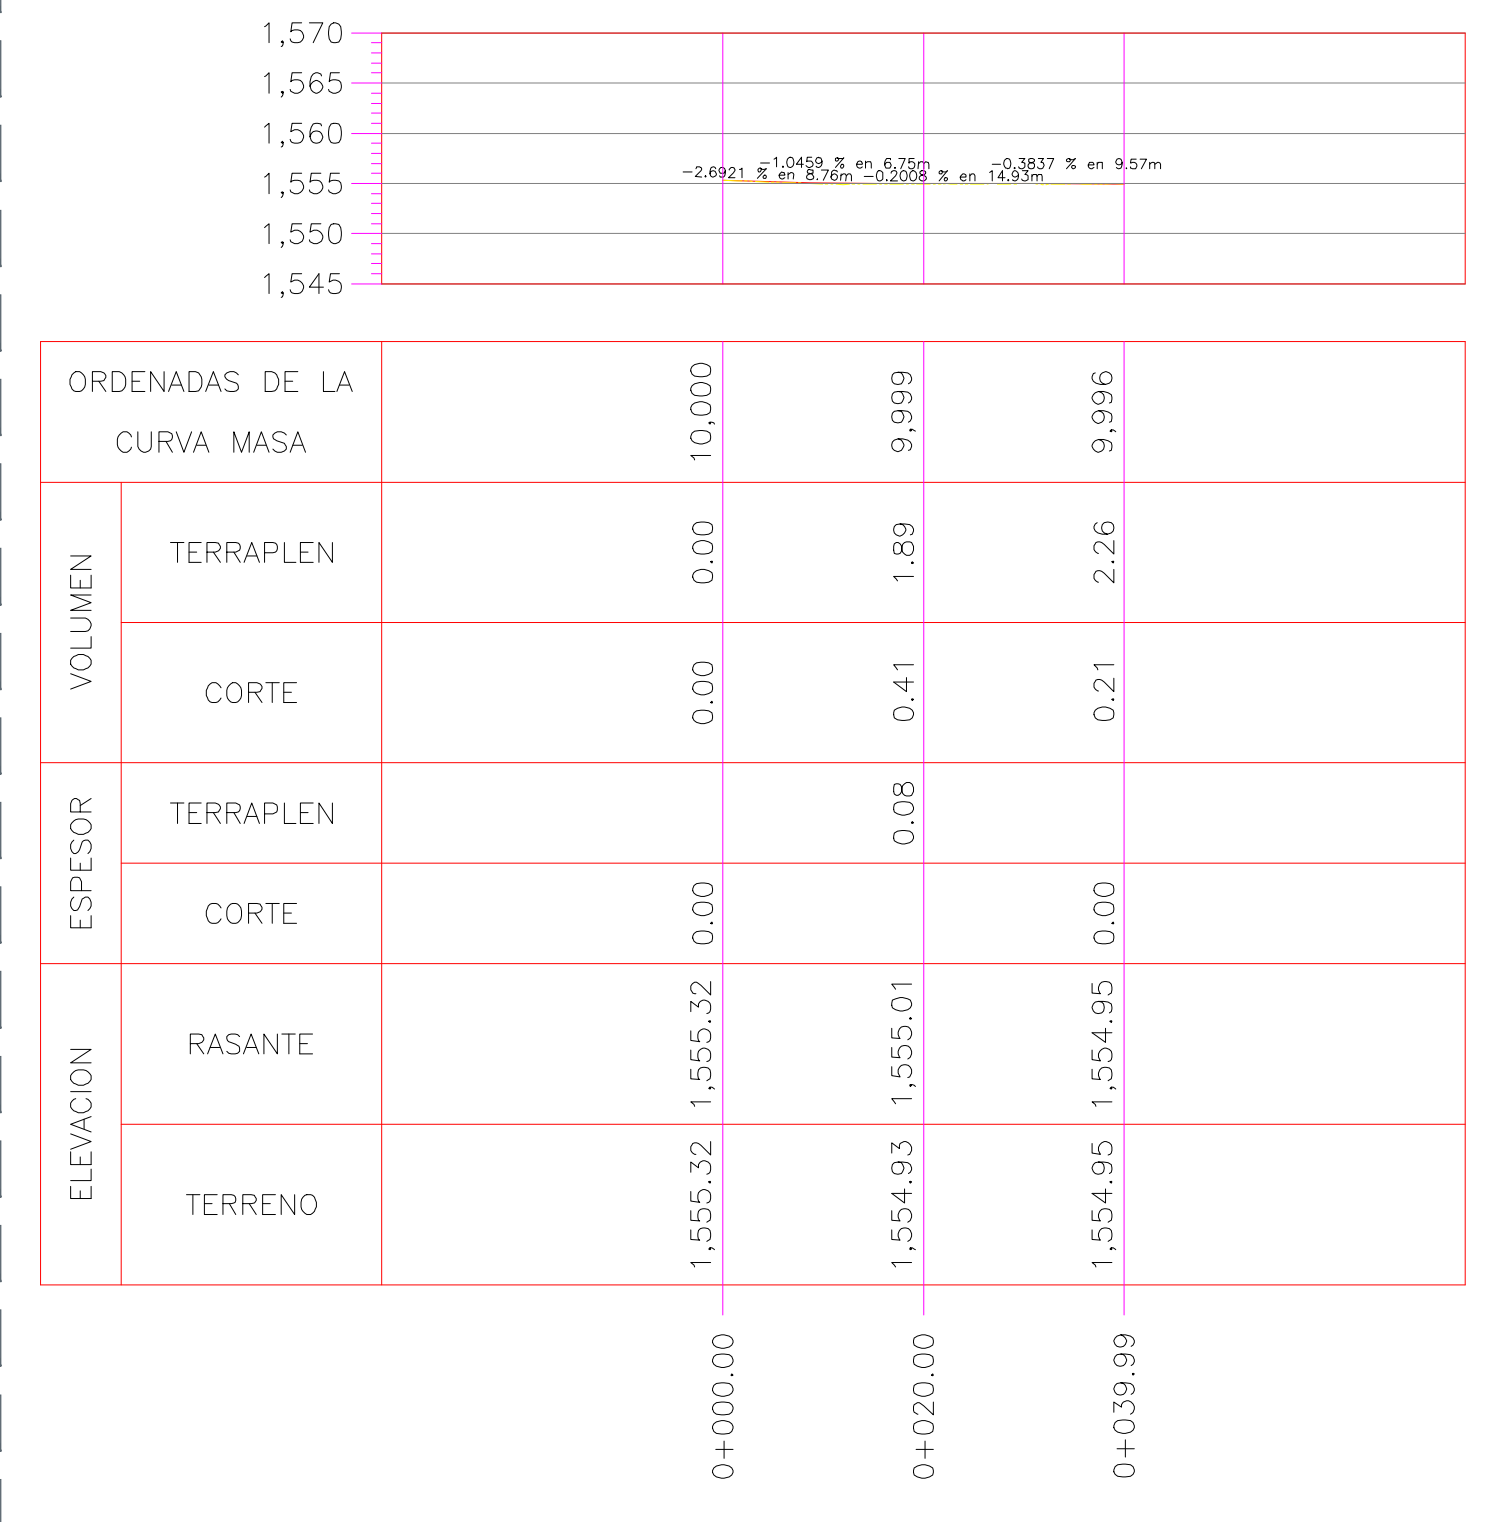 1,570
1,565
1,560
1,555
1,550
1,545
-1.0459 % en 6.75m
-0.3837 % en 9.57m
-2.6921 % en 8.76m
-0.2008 % en 14.93m
ORDENADAS DE LA
CURVA MASA
10,000
9,999
9,996
VOLUMEN
TERRAPLEN
0.00
1.89
2.26
CORTE
0.00
0.41
0.21
ESPESOR
TERRAPLEN
0.08
CORTE
0.00
0.00
ELEVACION
RASANTE
1,555.32
1,555.01
1,554.95
TERRENO
1,555.32
1,554.93
1,554.95
0+000.00
0+020.00
0+039.99